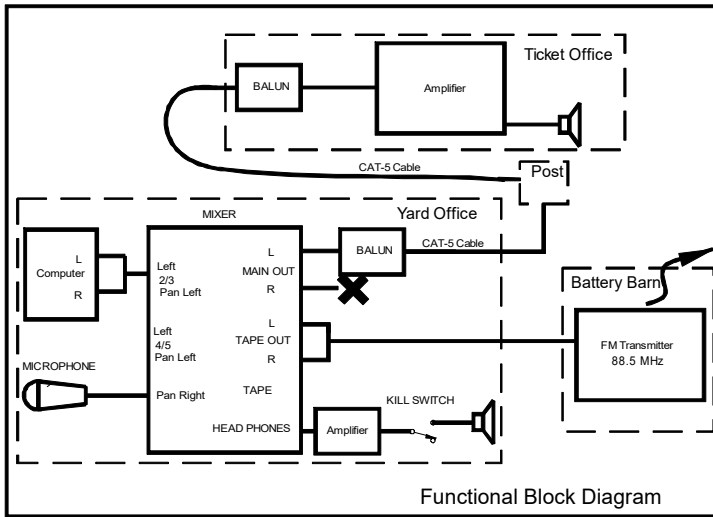 Ticket Office
BALUN
Amplifier
CAT-5 Cable
Post
MIXER
Yard Office
L
Computer
R
Left
2/3
Pan Left
L
MAIN OUT
R
BALUN
CAT-5 Cable
Left
4/5
Pan Left
L
TAPE OUT
R
Battery Barn
FM Transmitter
88.5 MHz
MICROPHONE
Pan Right
TAPE
HEAD PHONES
Amplifier
KILL SWITCH
Functional Block Diagram